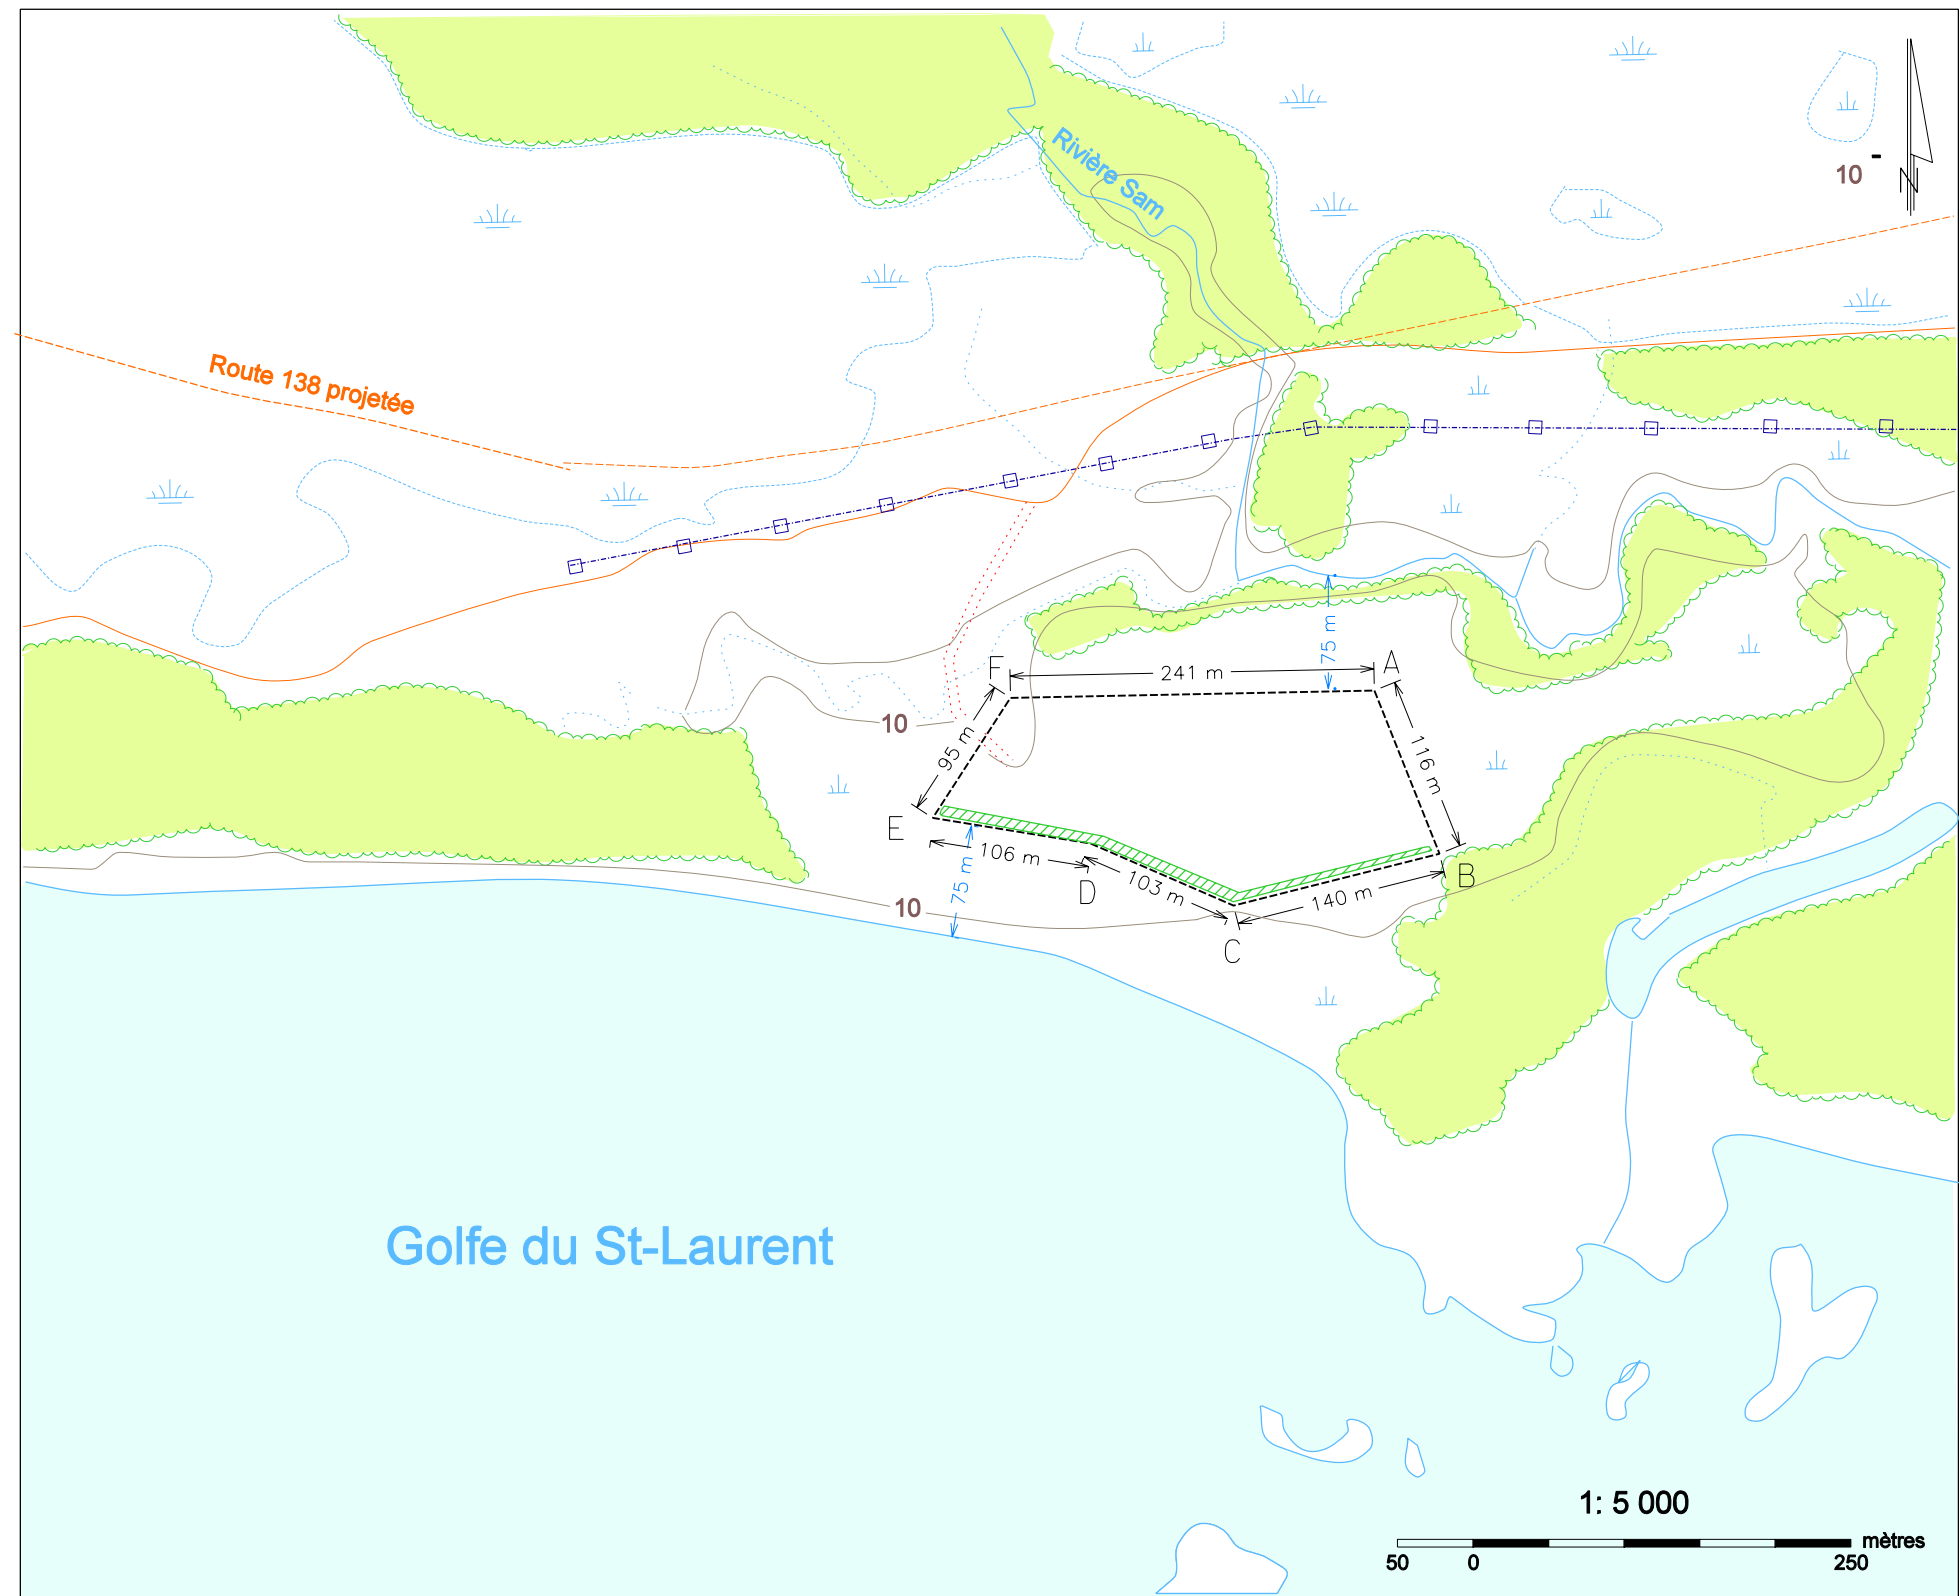 Rivière Sam
10
N
Route 138 projetée
75 m
F
241 m
A
10
95 m
116 m
E
106 m
75 m
D
103 m
140 m
B
10
C
Golfe du St-Laurent
1: 5 000
mètres
50 0 250